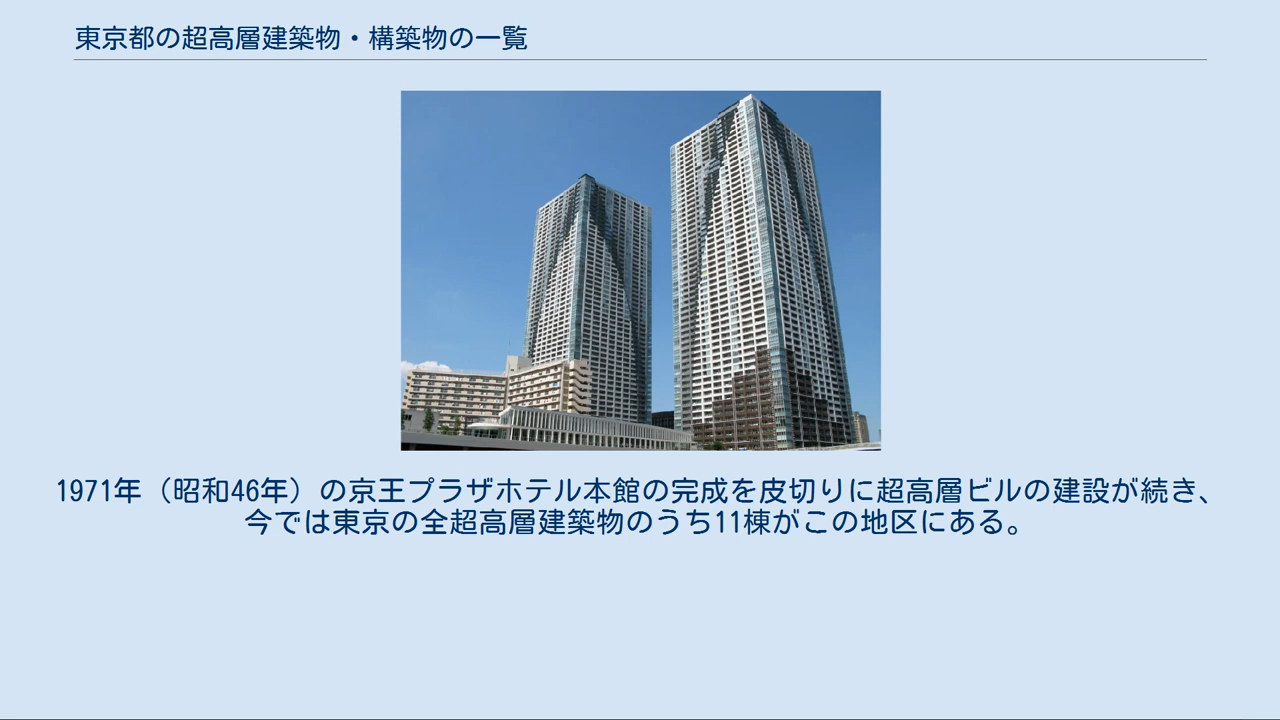 東京都の超高層建築物・構築物の一覧
1971年（昭和46年）の京王プラザホテル本館の完成を皮切りに超高層ビルの建設が続き、
今では東京の全超高層建築物のうち11棟がこの地区にある。